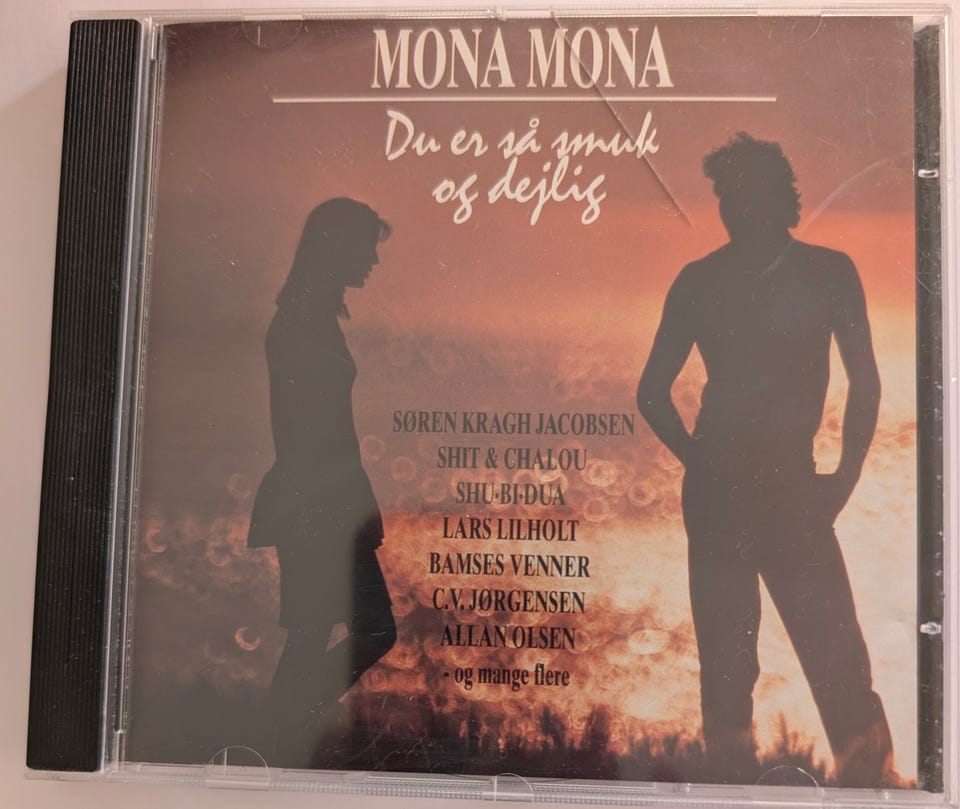 MONA MONA
Du er så smuk
og dejlig
SØREN KRAGH JACOBSEN
SHIT & CHALOU
SHU·BI·DUA
LARS LILHOLT
BAMSES VENNER
C.V. JØRGENSEN
ALLAN OLSEN
- og mange flere